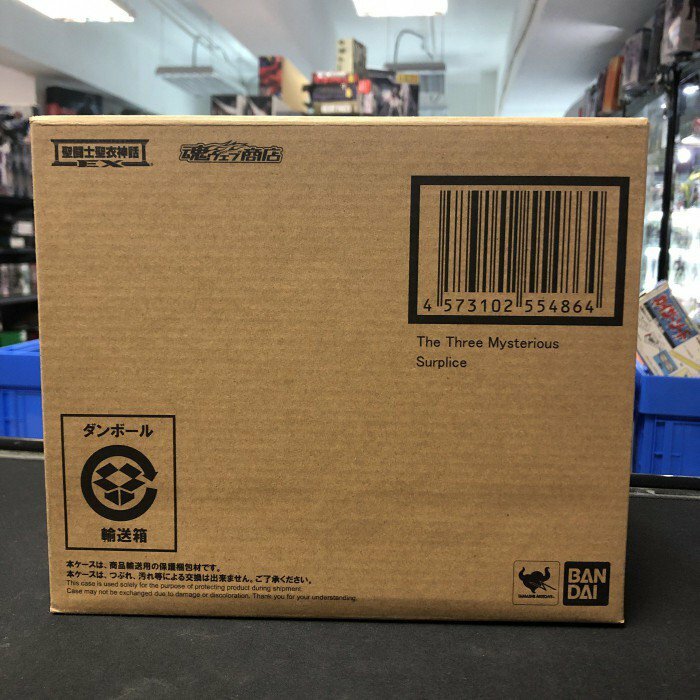 聖闘士聖衣神話
EX
魂ウェブ商店
4 573102 554864
The Three Mysterious
Surplice
ダンボール
輸送箱
本ケースは、商品輸送用の保護梱包材です。
本ケースは、つぶれ、汚れ等による交換は出来ません。ご了承ください。
This case is used solely for the purpose of protecting product during shipment.
Case may not be exchanged due to damage or discoloration. Thank you for your understanding.
TAMASHII NATIONS
BAN
DAI